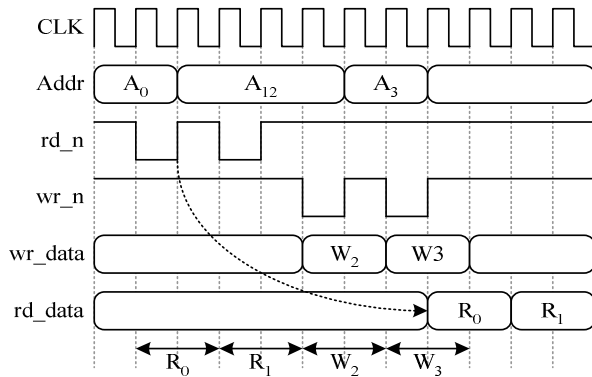 CLK
Addr A0 A12 A3
rd_n
wr_n
wr_data W2 W3
rd_data R0 R1
R0 R1 W2 W3